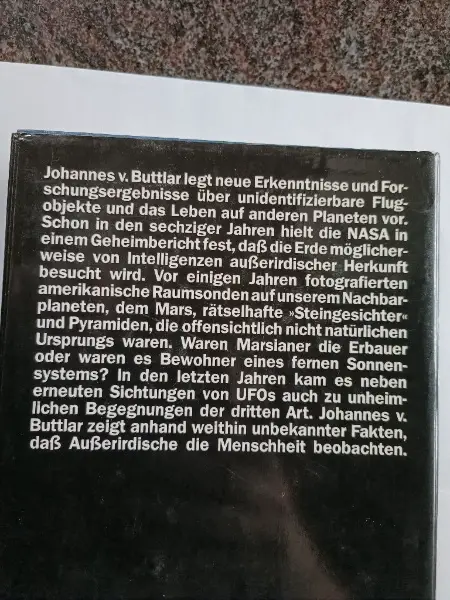 Johannes v. Buttlar legt neue Erkenntnisse und For-
schungsergebnisse über unidentifizierbare Flug-
objekte und das Leben auf anderen Planeten vor.
Schon in den sechziger Jahren hielt die NASA in
einem Geheimbericht fest, daß die Erde möglicher-
weise von Intelligenzen außerirdischer Herkunft
besucht wird. Vor einigen Jahren fotografierten
amerikanische Raumsonden auf unserem Nachbar-
planeten, dem Mars, rätselhafte »Steingesichter«
und Pyramiden, die offensichtlich nicht natürlichen
Ursprungs waren. Waren Marsianer die Erbauer
oder waren es Bewohner eines fernen Sonnen-
systems? In den letzten Jahren kam es neben
erneuten Sichtungen von UFOs auch zu unheim-
lichen Begegnungen der dritten Art. Johannes v.
Buttlar zeigt anhand weithin unbekannter Fakten,
daß Außerirdische die Menschheit beobachten.